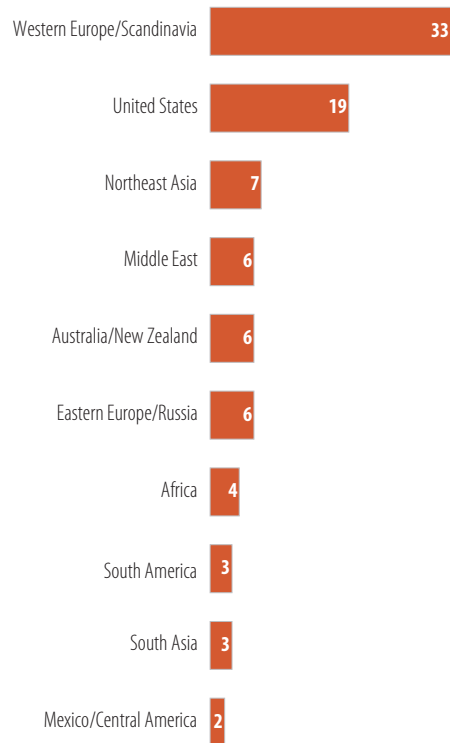 Western Europe/Scandinavia 33
United States 19
Northeast Asia 7
Middle East 6
Australia/New Zealand 6
Eastern Europe/Russia 6
Africa 4
South America 3
South Asia 3
Mexico/Central America 2